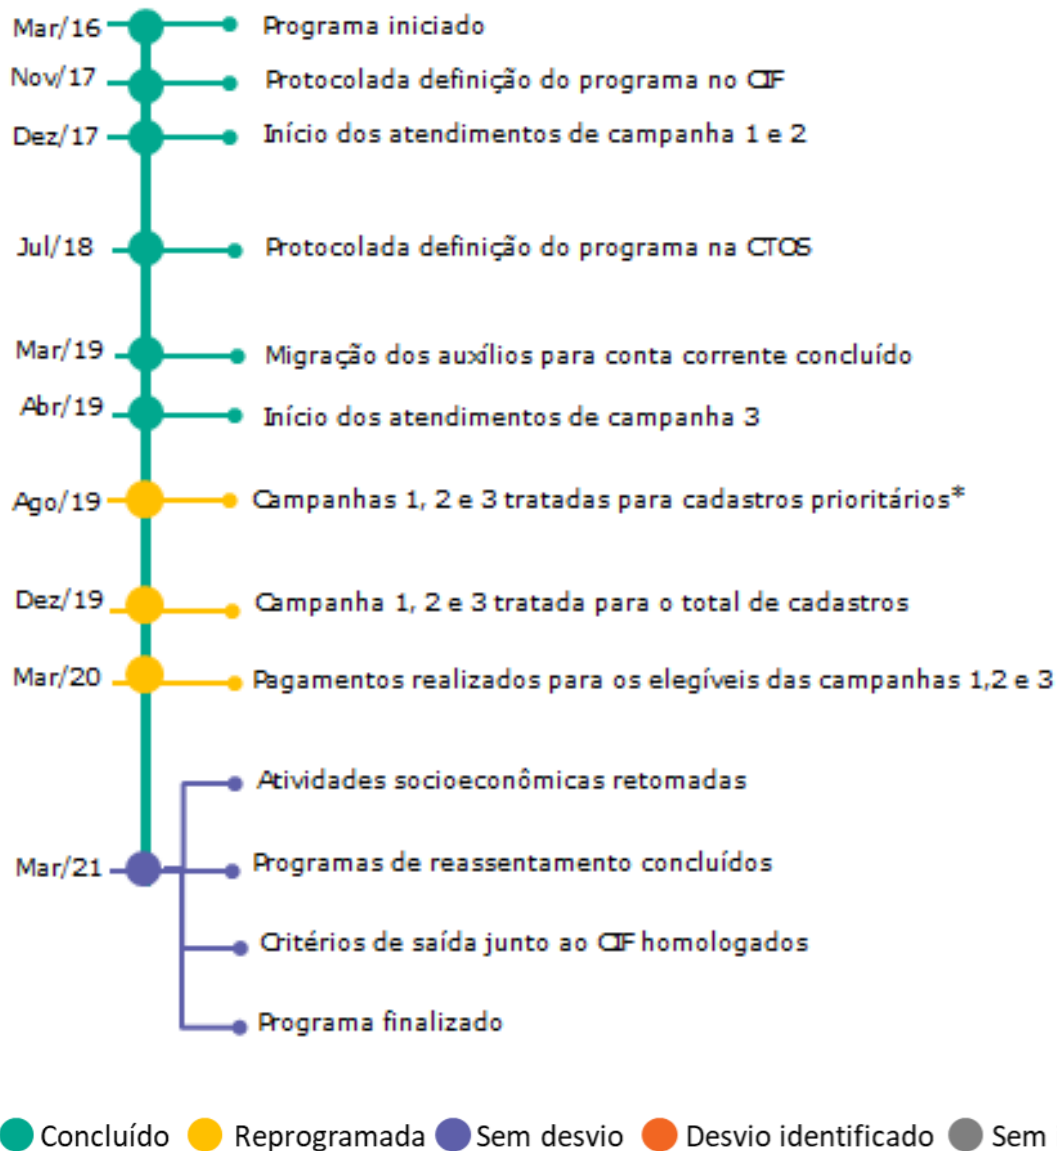 Mar/16 Programa iniciado
Nov/17 Protocolada definição do programa no CIF
Dez/17 Início dos atendimentos de campanha 1 e 2
Jul/18 Protocolada definição do programa na CTOS
Mar/19 Migração dos auxílios para conta corrente concluído
Abr/19 Início dos atendimentos de campanha 3
Ago/19 Campanhas 1, 2 e 3 tratadas para cadastros prioritários*
Dez/19 Campanha 1, 2 e 3 tratada para o total de cadastros
Mar/20 Pagamentos realizados para os elegíveis das campanhas 1,2 e 3
Atividades socioeconômicas retomadas
Mar/21 Programas de reassentamento concluídos
Critérios de saída junto ao CIF homologados
Programa finalizado
Concluído Reprogramada Sem desvio Desvio identificado Sem